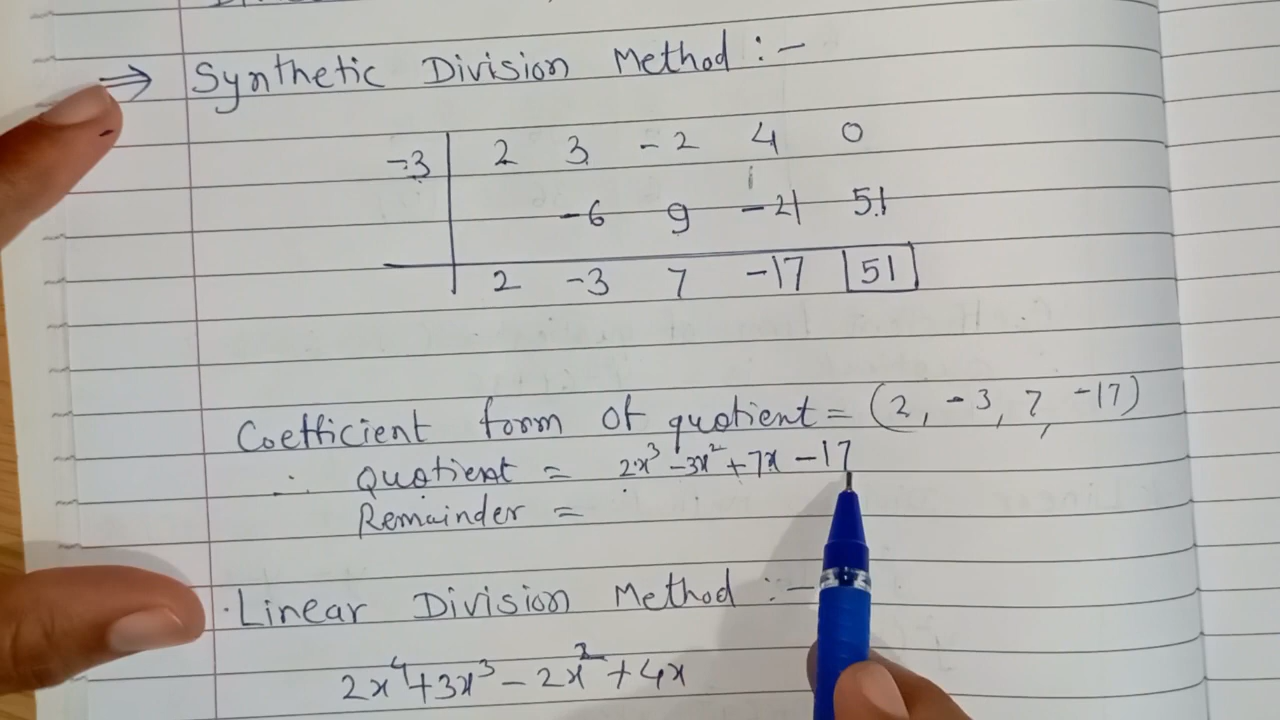 ⇒ Synthetic Division Method :-
-3 | 2 3 -2 4 0
-6 9 -21 51
2 -3 7 -17 51
Coefficient form of quotient = (2, -3, 7, -17)
∴ Quotient = 2x³ -3x² +7x -17
Remainder =
Linear Division Method :-
2x⁴+3x³-2x²+4x